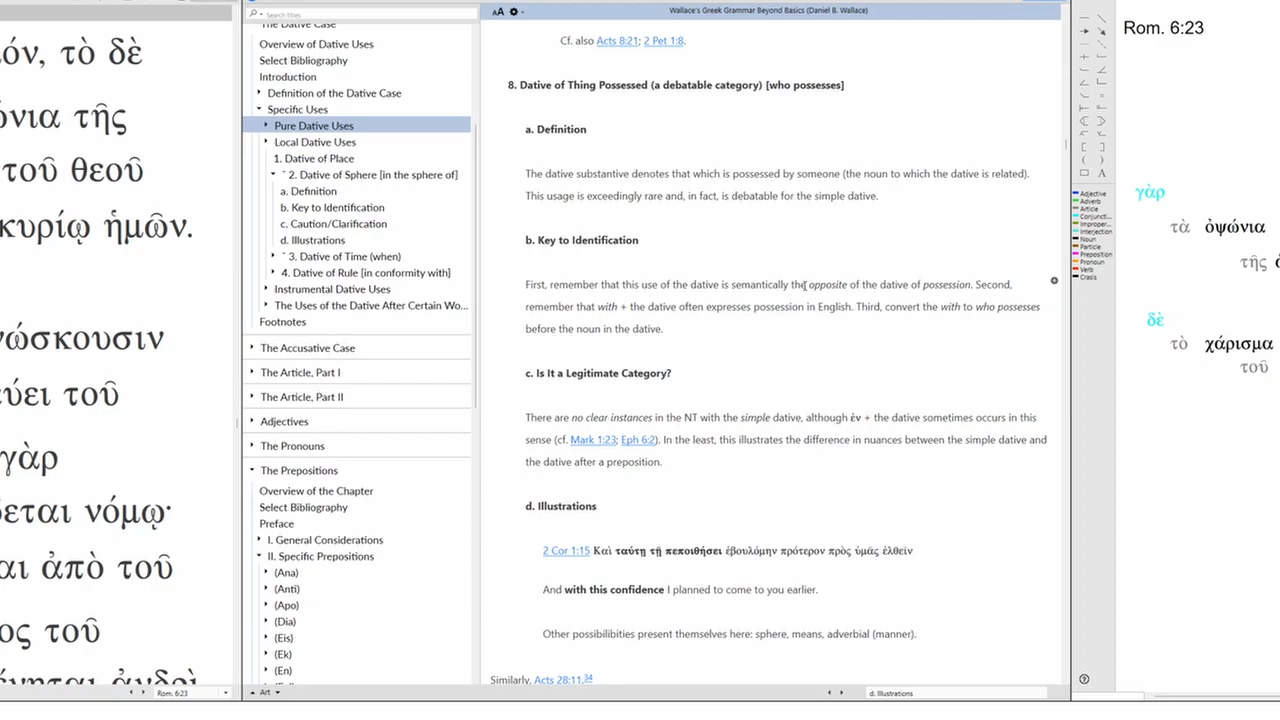 όν, τὸ δὲ
όνια τῆς
τοῦ θεοῦ
κυρίῳ ἡμῶν.
νώσκουσιν
ύει τοῦ
γὰρ
δεται νόμῳ·
αι ἀπὸ τοῦ
ος τοῦ
Rom. 6:23
Search titles
The Dative Case
Overview of Dative Uses
Select Bibliography
Introduction
Definition of the Dative Case
Specific Uses
Pure Dative Uses
Local Dative Uses
1. Dative of Place
2. Dative of Sphere [in the sphere of]
a. Definition
b. Key to Identification
c. Caution/Clarification
d. Illustrations
3. Dative of Time (when)
4. Dative of Rule [in conformity with]
Instrumental Dative Uses
The Uses of the Dative After Certain Wo...
Footnotes
The Accusative Case
The Article, Part I
The Article, Part II
Adjectives
The Pronouns
The Prepositions
Overview of the Chapter
Select Bibliography
Preface
I. General Considerations
II. Specific Prepositions
(Ana)
(Anti)
(Apo)
(Dia)
(Eis)
(Ek)
(En)
Art
AA
Wallace's Greek Grammar Beyond Basics (Daniel B. Wallace)
Cf. also Acts 8:21; 2 Pet 1:8.
8. Dative of Thing Possessed (a debatable category) [who possesses]
a. Definition
The dative substantive denotes that which is possessed by someone (the noun to which the dative is related).
This usage is exceedingly rare and, in fact, is debatable for the simple dative.
b. Key to Identification
First, remember that this use of the dative is semantically the opposite of the dative of possession. Second,
remember that with + the dative often expresses possession in English. Third, convert the with to who possesses
before the noun in the dative.
c. Is It a Legitimate Category?
There are no clear instances in the NT with the simple dative, although ἐν + the dative sometimes occurs in this
sense (cf. Mark 1:23; Eph 6:2). In the least, this illustrates the difference in nuances between the simple dative and
the dative after a preposition.
d. Illustrations
2 Cor 1:15 Καὶ ταύτῃ τῇ πεποιθήσει ἐβουλόμην πρότερον πρὸς ὑμᾶς ἐλθεῖν
And with this confidence I planned to come to you earlier.
Other possibilibities present themselves here: sphere, means, adverbial (manner).
Similarly, Acts 28:11.34
d. Illustrations
Rom. 6:23
Adjective
Adverb
Article
Conjuncti...
Improper...
Interjection
Noun
Particle
Preposition
Pronoun
Verb
Crasis
A
γὰρ
τὰ ὀψώνια
τῆς
δὲ
τὸ χάρισμα
τοῦ